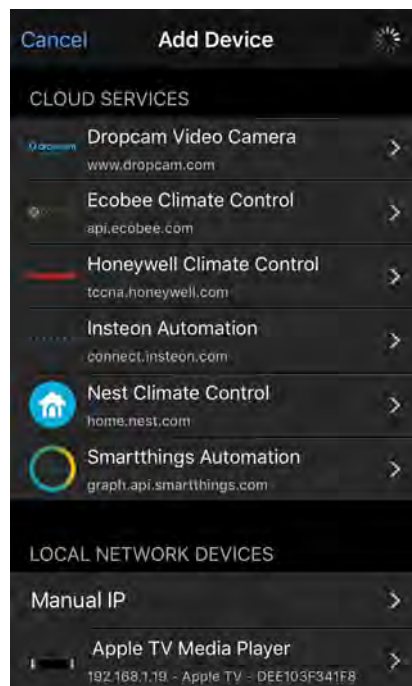 Cancel Add Device
CLOUD SERVICES
Dropcam Video Camera
www.dropcam.com
Ecobee Climate Control
api.ecobee.com
Honeywell Climate Control
tccna.honeywell.com
Insteon Automation
connect.insteon.com
Nest Climate Control
home.nest.com
Smartthings Automation
graph.api.smartthings.com
LOCAL NETWORK DEVICES
Manual IP
Apple TV Media Player
192.168.1.19 - Apple TV - DEE103F341F8